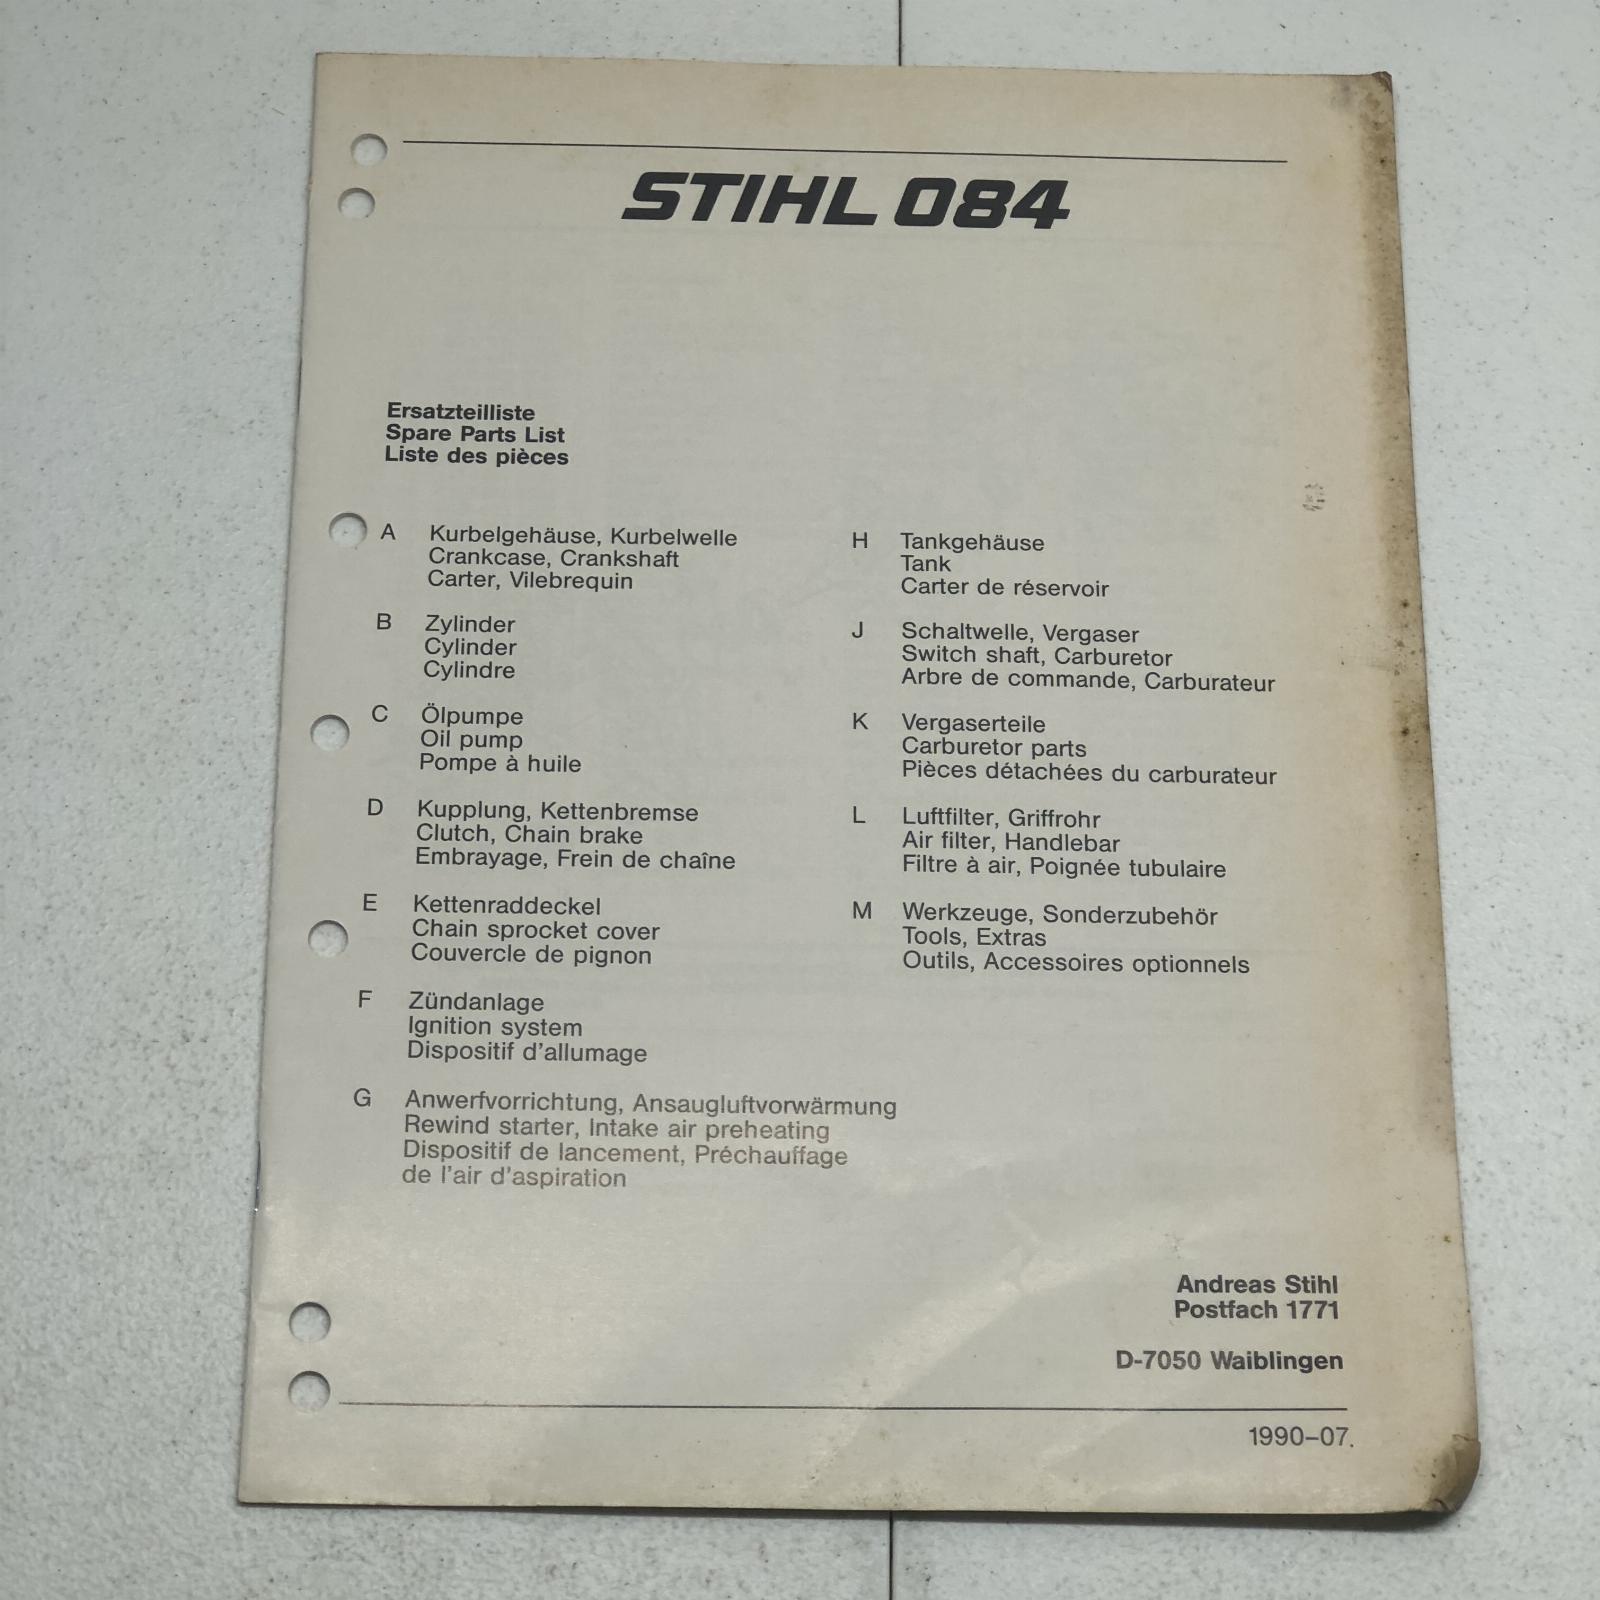 STIHL 084
Ersatzteilliste
Spare Parts List
Liste des pièces
A Kurbelgehäuse, Kurbelwelle
Crankcase, Crankshaft
Carter, Vilebrequin
B Zylinder
Cylinder
Cylindre
C Ölpumpe
Oil pump
Pompe à huile
D Kupplung, Kettenbremse
Clutch, Chain brake
Embrayage, Frein de chaîne
E Kettenraddeckel
Chain sprocket cover
Couvercle de pignon
F Zündanlage
Ignition system
Dispositif d'allumage
G Anwerfvorrichtung, Ansaugluftvorwärmung
Rewind starter, Intake air preheating
Dispositif de lancement, Préchauffage
de l'air d'aspiration
H Tankgehäuse
Tank
Carter de réservoir
J Schaltwelle, Vergaser
Switch shaft, Carburetor
Arbre de commande, Carburateur
K Vergaserteile
Carburetor parts
Pièces détachées du carburateur
L Luftfilter, Griffrohr
Air filter, Handlebar
Filtre à air, Poignée tubulaire
M Werkzeuge, Sonderzubehör
Tools, Extras
Outils, Accessoires optionnels
Andreas Stihl
Postfach 1771
D-7050 Waiblingen
1990–07.